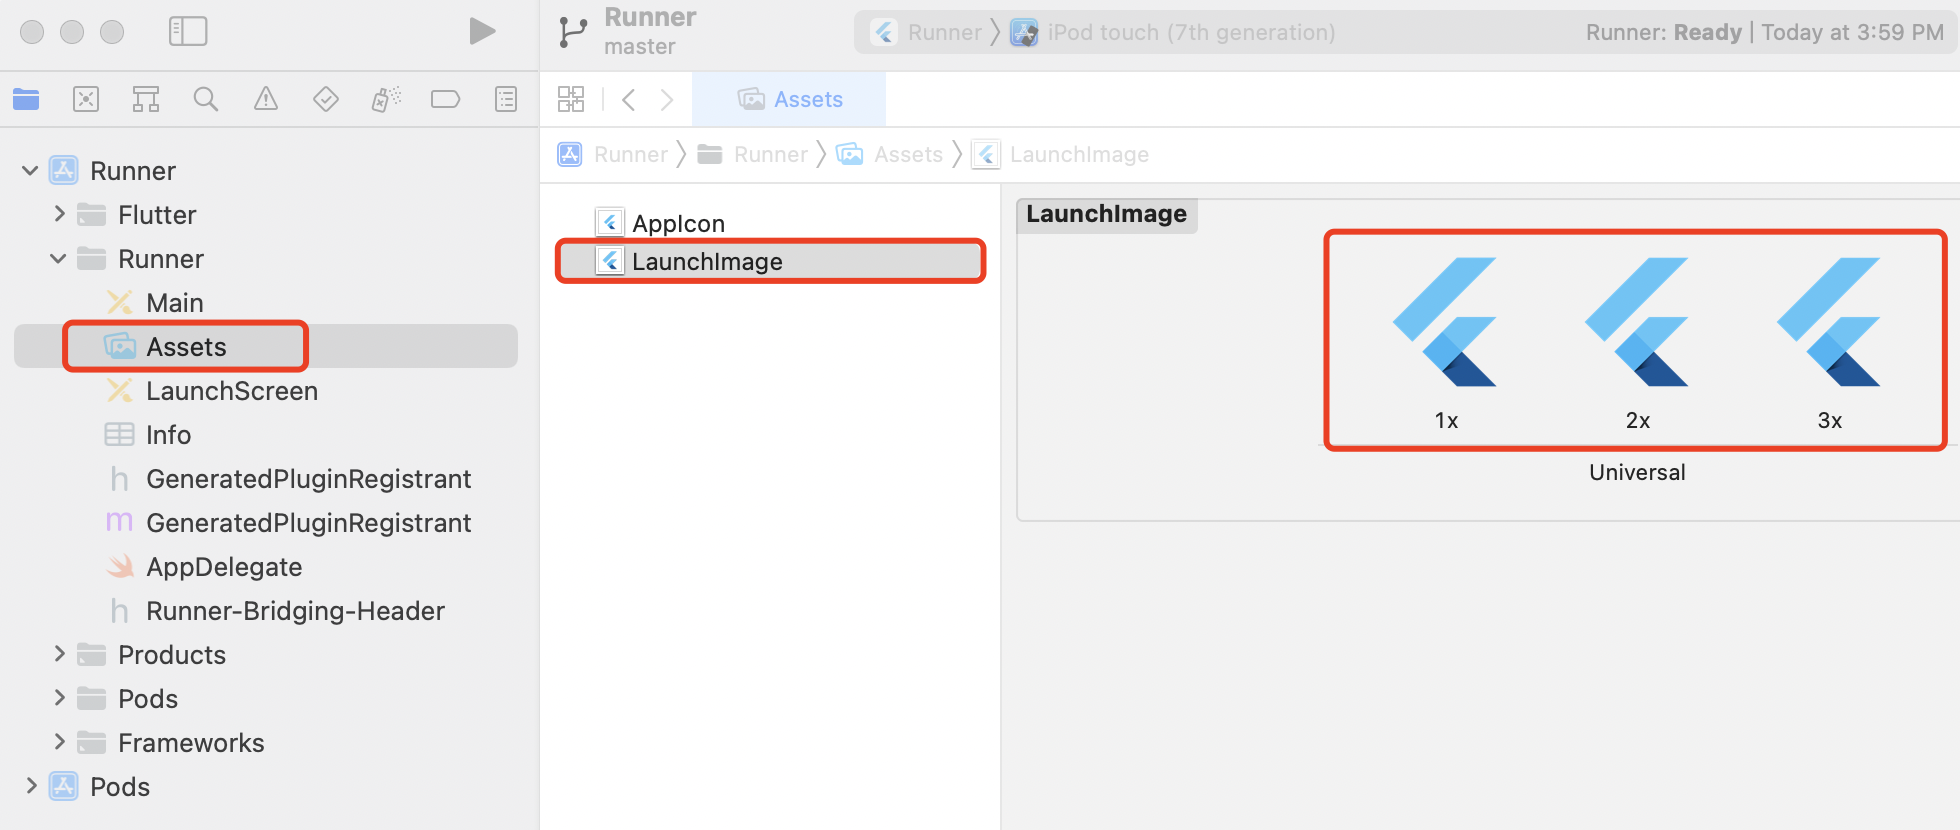 Runner
master
Runner
iPod touch (7th generation)
Runner: Ready | Today at 3:59 PM
Assets
Runner
Runner
Assets
LaunchImage
Runner
Flutter
Runner
Main
Assets
LaunchScreen
Info
h GeneratedPluginRegistrant
m GeneratedPluginRegistrant
AppDelegate
h Runner-Bridging-Header
Products
Pods
Frameworks
Pods
AppIcon
LaunchImage
LaunchImage
1x
2x
3x
Universal